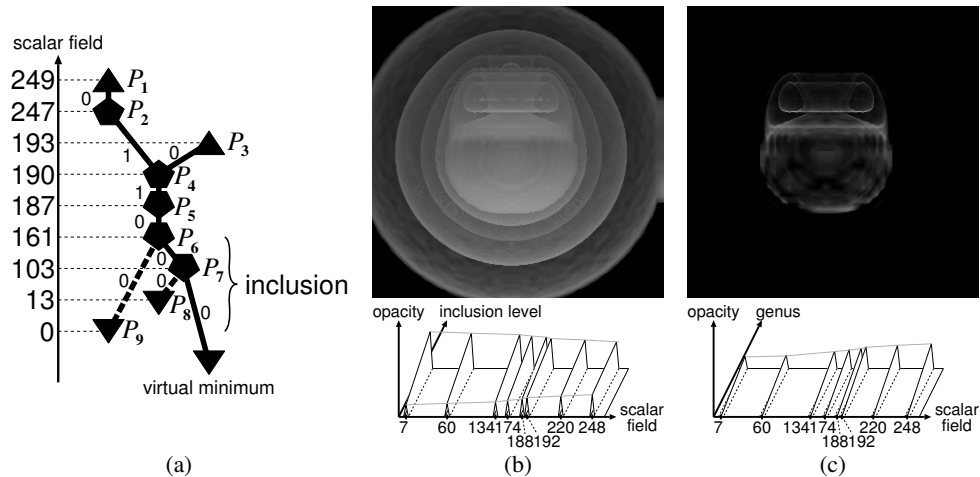 scalar field
249
P1
0
247
P2
193
P3
1
0
190
P4
1
187
P5
0
161
P6
0
103
P7
0
inclusion
13
P8
0
0
P9
virtual minimum
(a)
opacity
inclusion level
7
60
134
174
188
192
220
248
scalar
field
(b)
opacity
genus
7
60
134
174
188
192
220
248
scalar
field
(c)